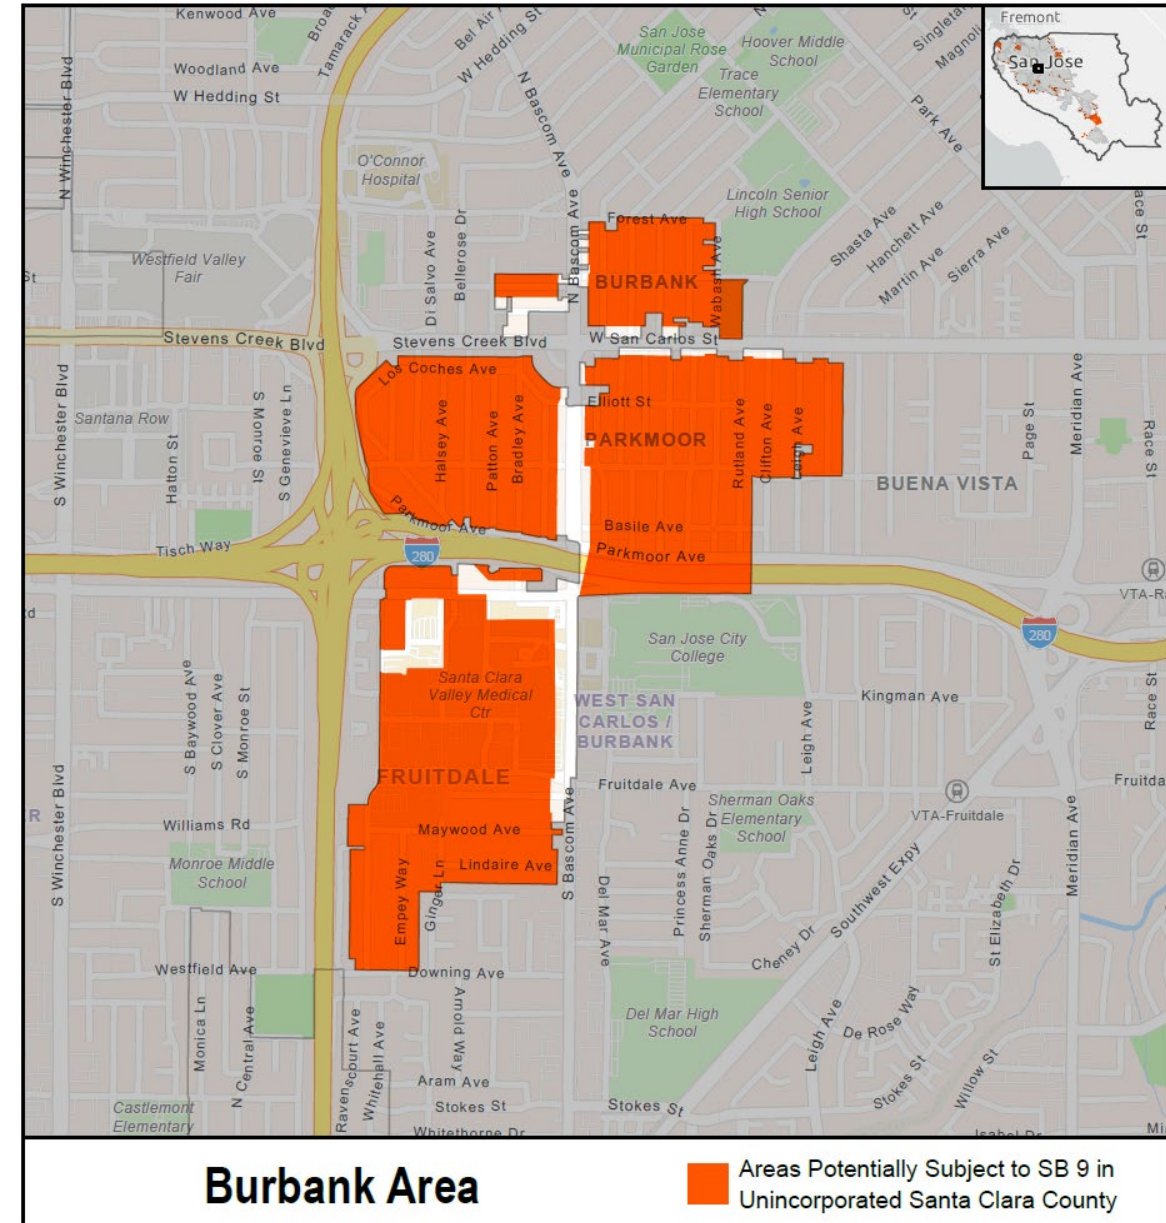 Kenwood Ave
Tamarack
Bel Air
W Hedding St
Woodland Ave
W Hedding St
San Jose
Municipal Rose
Garden
Hoover Middle
School
Trace
Elementary
School
Park Ave
Fremont
San Jose
N Winchester Blvd
N Bascom Ave
O'Connor
Hospital
Lincoln Senior
High School
Shasta Ave
Hanchett Ave
Martin Ave
Sierra Ave
Race St
Forest Ave
N Bascom Ave
BURBANK
Wabash Ave
Westfield Valley
Fair
Di Salvo Ave
Bellerose Dr
Stevens Creek Blvd
Stevens Creek Blvd
W San Carlos St
Los Coches Ave
S Winchester Blvd
Santana Row
Hatton St
S Monroe St
S Genevieve Ln
Halsey Ave
Patton Ave
Bradley Ave
Elliott St
PARKMOOR
Rutland Ave
Clifton Ave
Leigh Ave
BUENA VISTA
Page St
Meridian Ave
Race St
Parkmoor Ave
Basile Ave
Parkmoor Ave
Tisch Way
280
280
San Jose City
College
Santa Clara
Valley Medical
Ctr
WEST SAN
CARLOS /
BURBANK
Kingman Ave
Leigh Ave
Race St
S Baywood Ave
S Clover Ave
S Monroe St
FRUITDALE
Fruitdale Ave
Sherman Oaks
Elementary
School
VTA-Fruitdale
S Winchester Blvd
Williams Rd
Monroe Middle
School
Maywood Ave
Lindaire Ave
Empey Way
Ginger Ln
S Bascom Ave
Del Mar Ave
Princess Anne Dr
Sherman Oaks Dr
Southwest Expy
Cheney Dr
St Elizabeth Dr
Meridian Ave
Westfield Ave
Downing Ave
Monica Ln
N Central Ave
Ravenscourt Ave
Whitehall Ave
Arnold Way
Del Mar High
School
Leigh Ave
De Rose Way
Stokes St
Willow St
Aram Ave
Stokes St
Stokes St
Castlemont
Elementary
Whitethorne Dr
Isabel Dr
Burbank Area
Areas Potentially Subject to SB 9 in
Unincorporated Santa Clara County